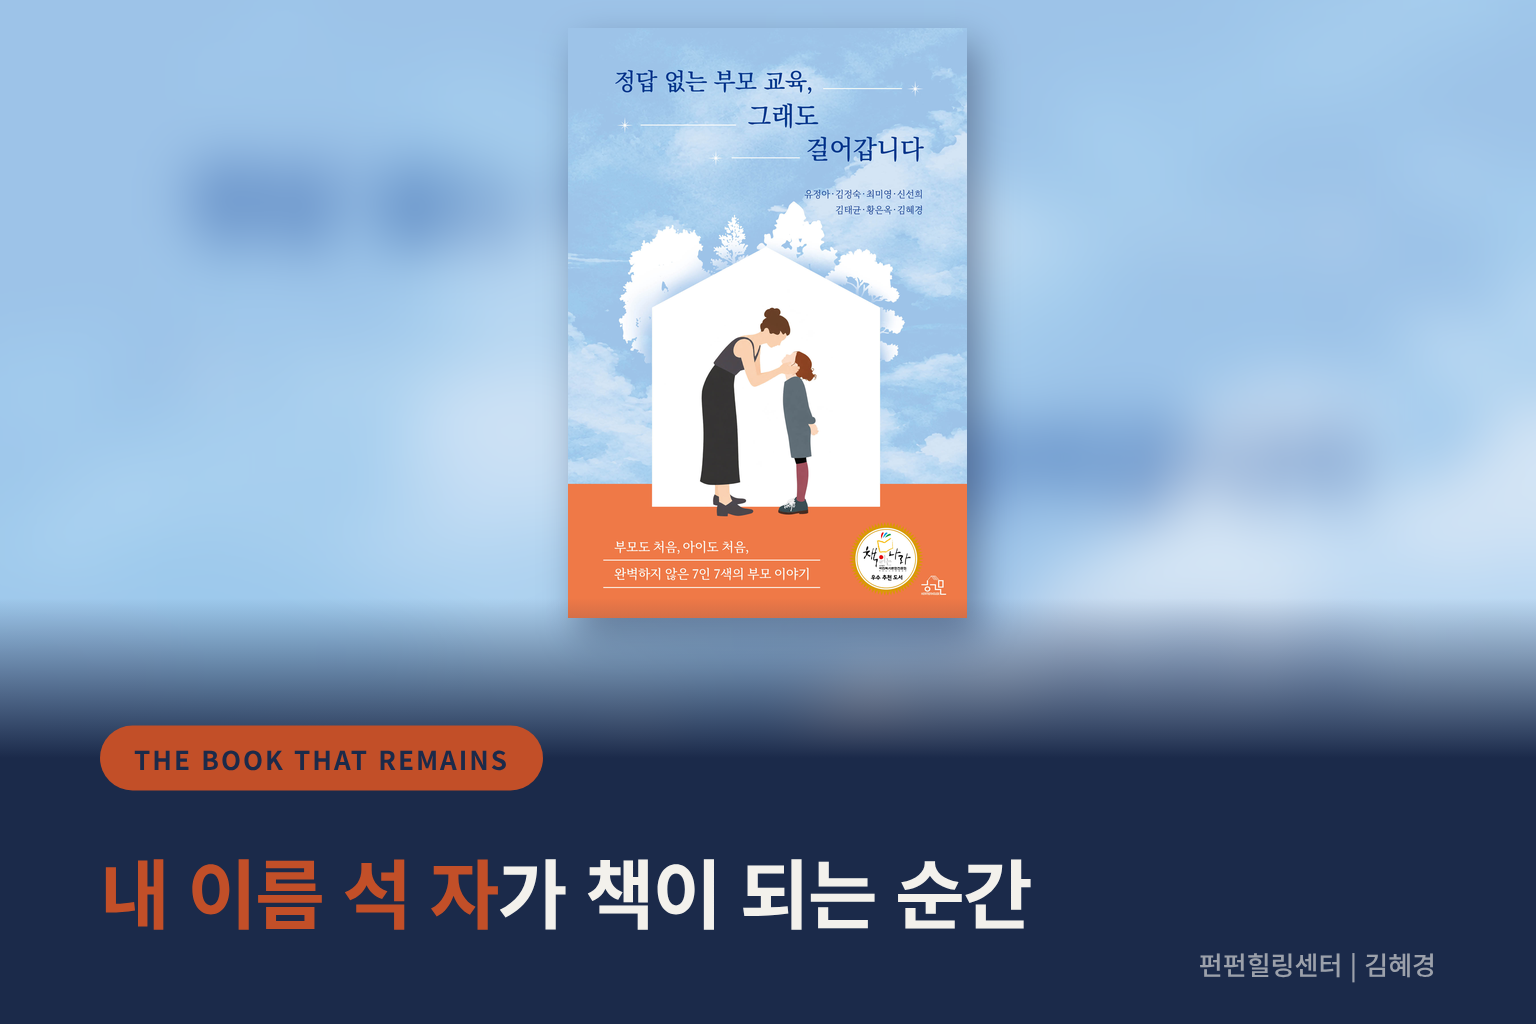 정답 없는 부모 교육,
그래도
걸어갑니다
유정아·김정숙·최미영·신선희
김태균·황은옥·김혜경
부모도 처음, 아이도 처음,
완벽하지 않은 7인 7색의 부모 이야기
책 나라
우수 추천 도서
THE BOOK THAT REMAINS
내 이름 석 자가 책이 되는 순간
펀펀힐링센터 | 김혜경